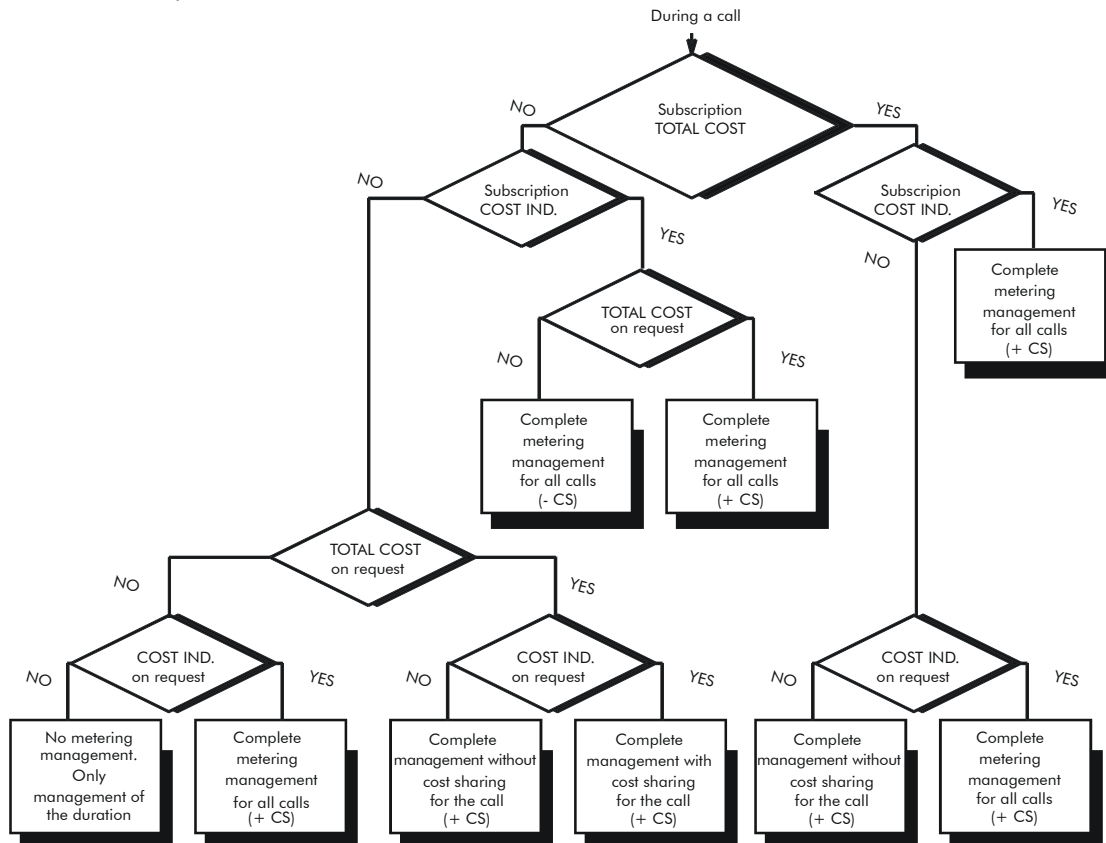 During a call
Subscription
TOTAL COST
NO
YES
Subscription
COST IND.
Subscripion
COST IND.
NO
YES
YES
NO
Complete
metering
management
for all calls
(+ CS)
TOTAL COST
on request
NO
YES
Complete
metering
management
for all calls
(- CS)
Complete
metering
management
for all calls
(+ CS)
TOTAL COST
on request
NO
YES
COST IND.
on request
COST IND.
on request
COST IND.
on request
NO
YES
NO
YES
NO
YES
No metering
management.
Only
management of
the duration
Complete
metering
management
for all calls
(+ CS)
Complete
management without
cost sharing
for the call
(+ CS)
Complete
management with
cost sharing
for the call
(+ CS)
Complete
management without
cost sharing
for the call
(+ CS)
Complete
metering
management
for all calls
(+ CS)